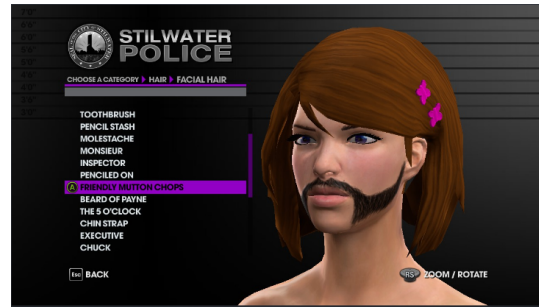 STILWATER
POLICE
CHOOSE A CATEGORY HAIR FACIAL HAIR
TOOTHBRUSH
PENCIL STASH
MOLESTACHE
MONSIEUR
INSPECTOR
PENCILED ON
A FRIENDLY MUTTON CHOPS
BEARD OF PAYNE
THE 5 O'CLOCK
CHIN STRAP
EXECUTIVE
CHUCK
Esc BACK
RS ZOOM / ROTATE